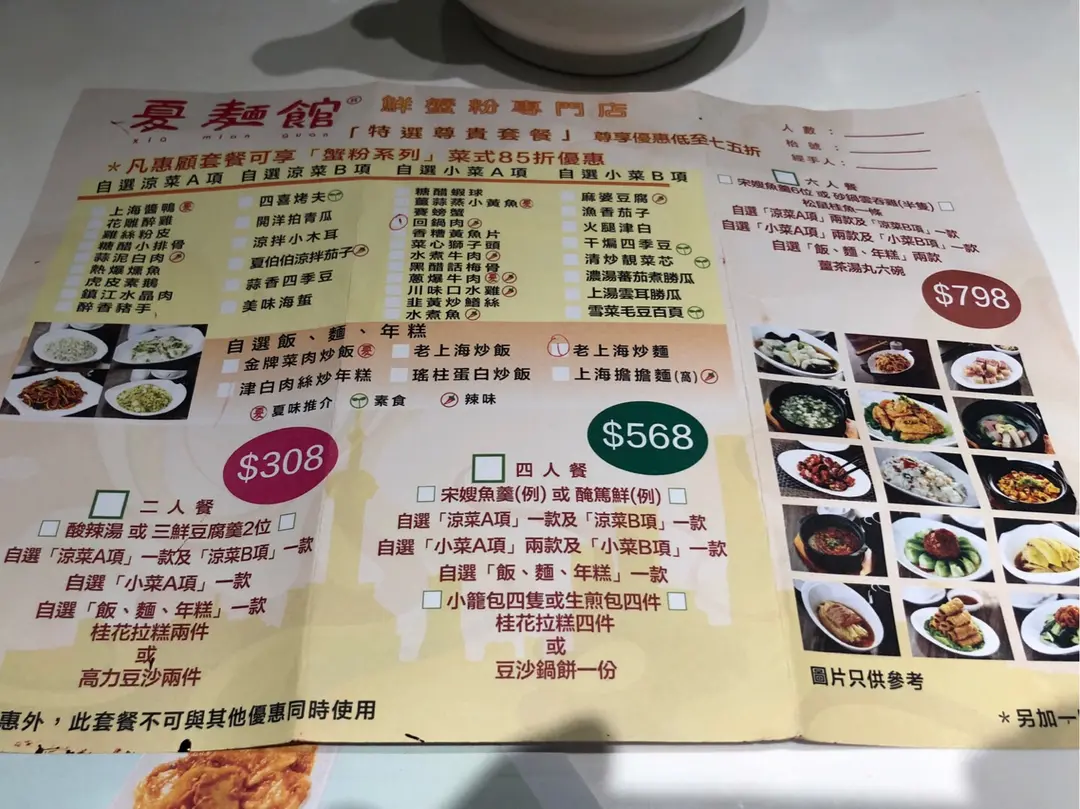 夏麵館® 鮮蟹粉專門店
xia mian guan
「特選尊貴套餐」 尊享優惠低至七五折
*凡惠顧套餐可享「蟹粉系列」菜式85折優惠
人數：
枱號：
經手人：
自選涼菜A項
上海醬鴨
花雕醉雞
雞絲粉皮
糖醋小排骨
蒜泥白肉
熱爆燻魚
虎皮素鵝
鎮江水晶肉
醉香豬手
自選涼菜B項
四喜烤夫
開洋拍青瓜
涼拌小木耳
夏伯伯涼拌茄子
蒜香四季豆
美味海蜇
自選小菜A項
糖醋蝦球
薑蒜蒸小黃魚
賽螃蟹
回鍋肉
香糟黃魚片
菜心獅子頭
水煮牛肉
黑醋話梅骨
蔥爆牛肉
川味口水雞
韭黃炒鱔絲
水煮魚
自選小菜B項
麻婆豆腐
漁香茄子
火腿津白
干煸四季豆
清炒靚菜芯
濃湯蕃茄煮勝瓜
上湯雲耳勝瓜
雪菜毛豆百頁
自選飯、麵、年糕
金牌菜肉炒飯 老上海炒飯 老上海炒麵
津白肉絲炒年糕 瑤柱蛋白炒飯 上海擔擔麵(窩)
夏味推介 素食 辣味
$308
二人餐
酸辣湯 或 三鮮豆腐羹2位
自選「涼菜A項」一款及「涼菜B項」一款
自選「小菜A項」一款
自選「飯、麵、年糕」一款
桂花拉糕兩件
或
高力豆沙兩件
$568
四人餐
宋嫂魚羹(例) 或 醃篤鮮(例)
自選「涼菜A項」一款及「涼菜B項」一款
自選「小菜A項」兩款及「小菜B項」一款
自選「飯、麵、年糕」一款
小籠包四隻或生煎包四件
桂花拉糕四件
或
豆沙鍋餅一份
六人餐
宋嫂魚羹6位 或 砂鍋雲吞雞(半隻)
松鼠桂魚一條
自選「涼菜A項」兩款及「涼菜B項」一款
自選「小菜A項」兩款及「小菜B項」一款
自選「飯、麵、年糕」兩款
薑茶湯丸六碗
$798
圖片只供參考
惠外，此套餐不可與其他優惠同時使用
*另加一